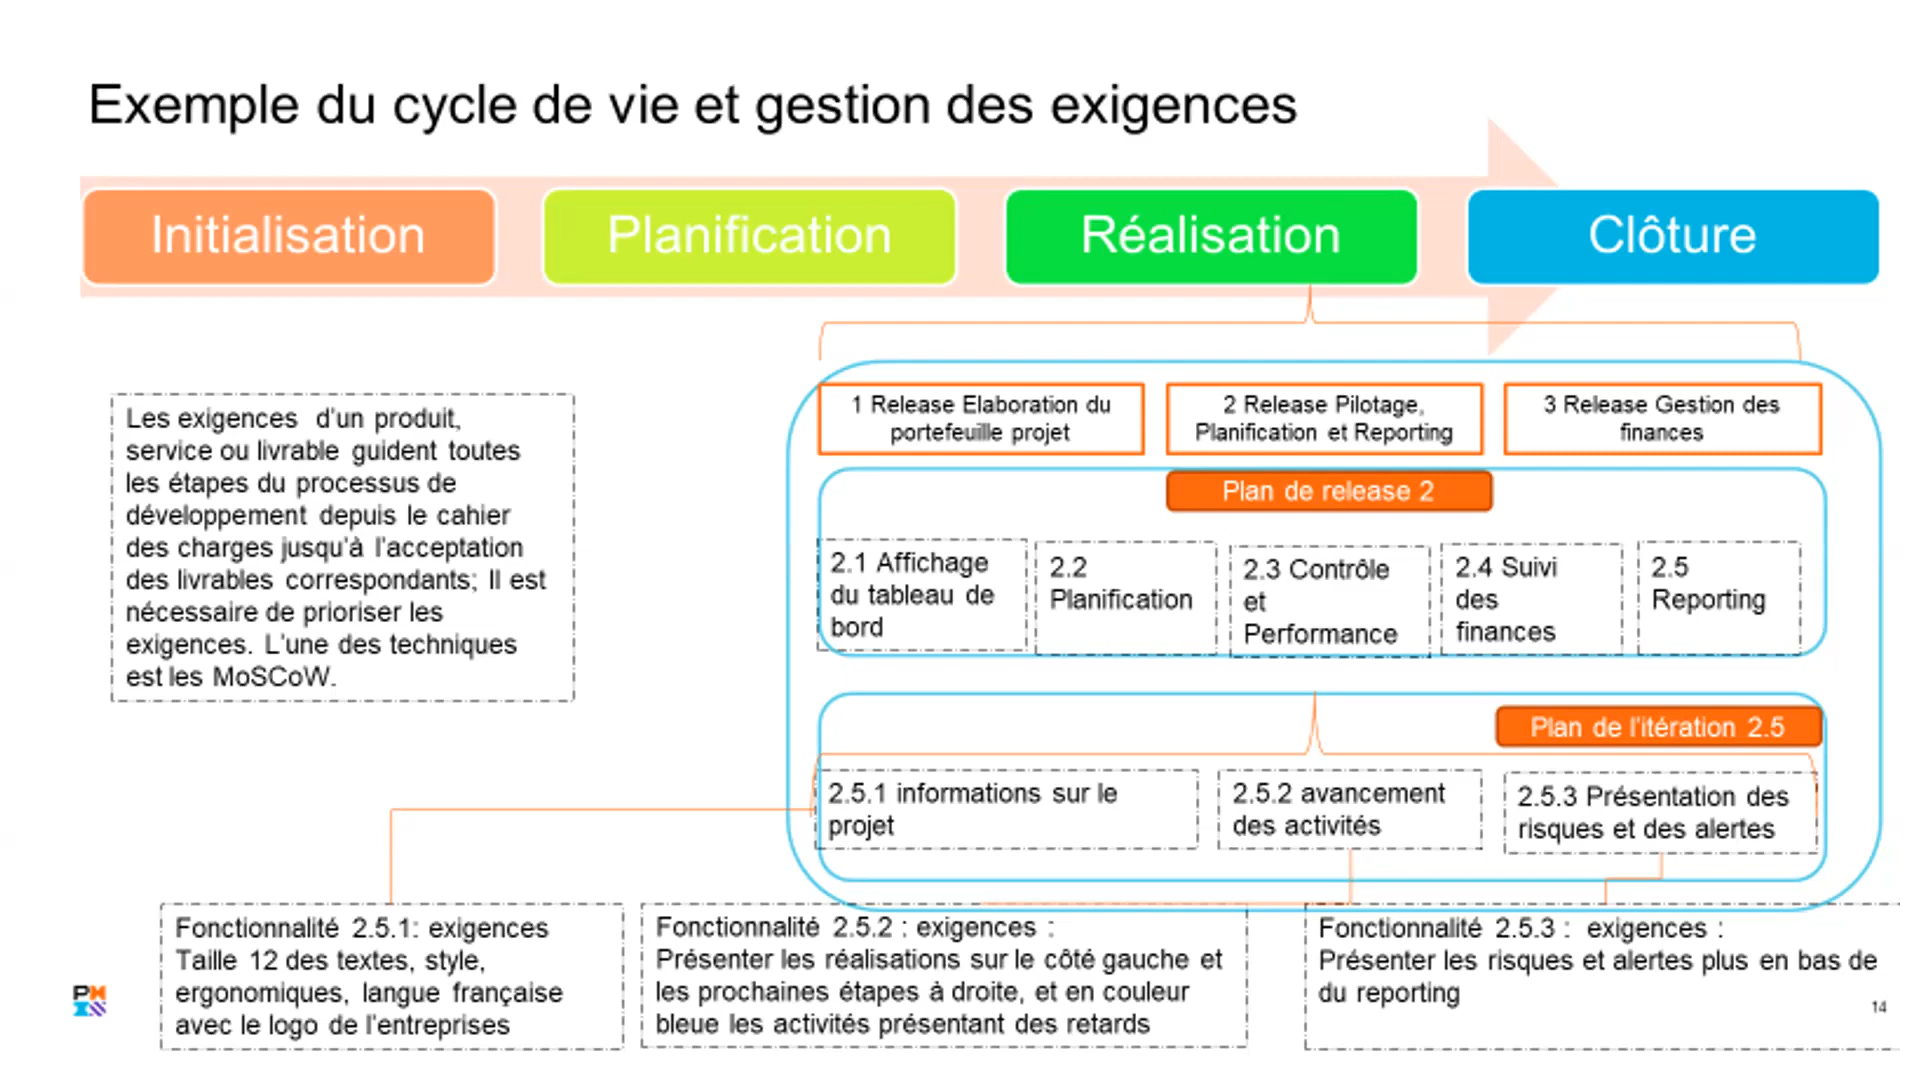 Exemple du cycle de vie et gestion des exigences
Initialisation
Planification
Réalisation
Clôture
Les exigences d'un produit,
service ou livrable guident toutes
les étapes du processus de
développement depuis le cahier
des charges jusqu'à l'acceptation
des livrables correspondants; Il est
nécessaire de prioriser les
exigences. L'une des techniques
est les MoSCoW.
1 Release Elaboration du
portefeuille projet
2 Release Pilotage,
Planification et Reporting
3 Release Gestion des
finances
Plan de release 2
2.1 Affichage
du tableau de
bord
2.2
Planification
2.3 Contrôle
et
Performance
2.4 Suivi
des
finances
2.5
Reporting
Plan de l'itération 2.5
2.5.1 informations sur le
projet
2.5.2 avancement
des activités
2.5.3 Présentation des
risques et des alertes
Fonctionnalité 2.5.1: exigences
Taille 12 des textes, style,
ergonomiques, langue française
avec le logo de l'entreprises
Fonctionnalité 2.5.2 : exigences :
Présenter les réalisations sur le côté gauche et
les prochaines étapes à droite, et en couleur
bleue les activités présentant des retards
Fonctionnalité 2.5.3 : exigences :
Présenter les risques et alertes plus en bas de
du reporting
14